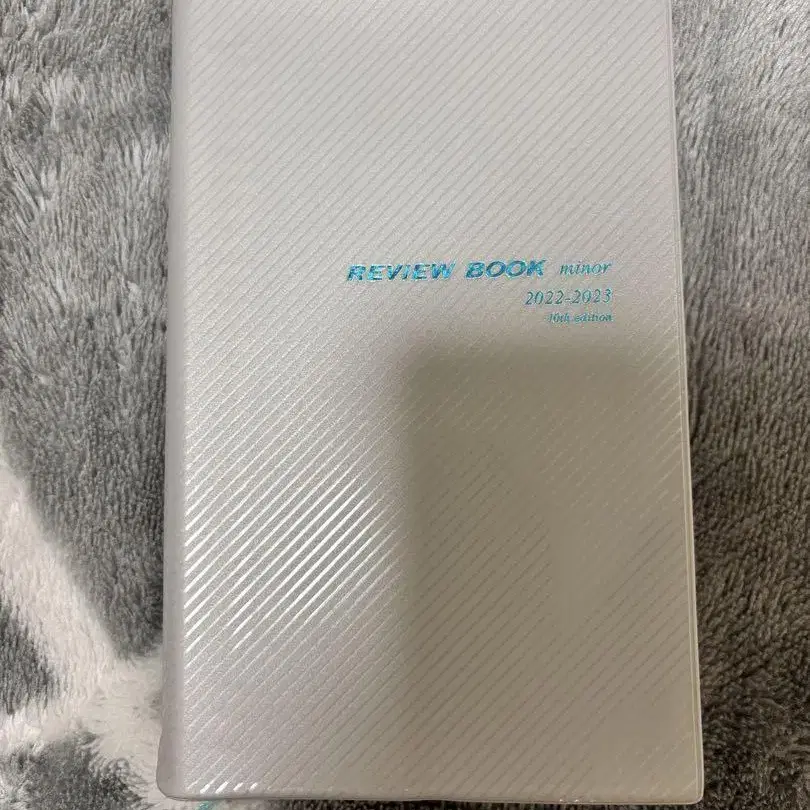 REVIEW BOOK minor
2022-2023
10th edition